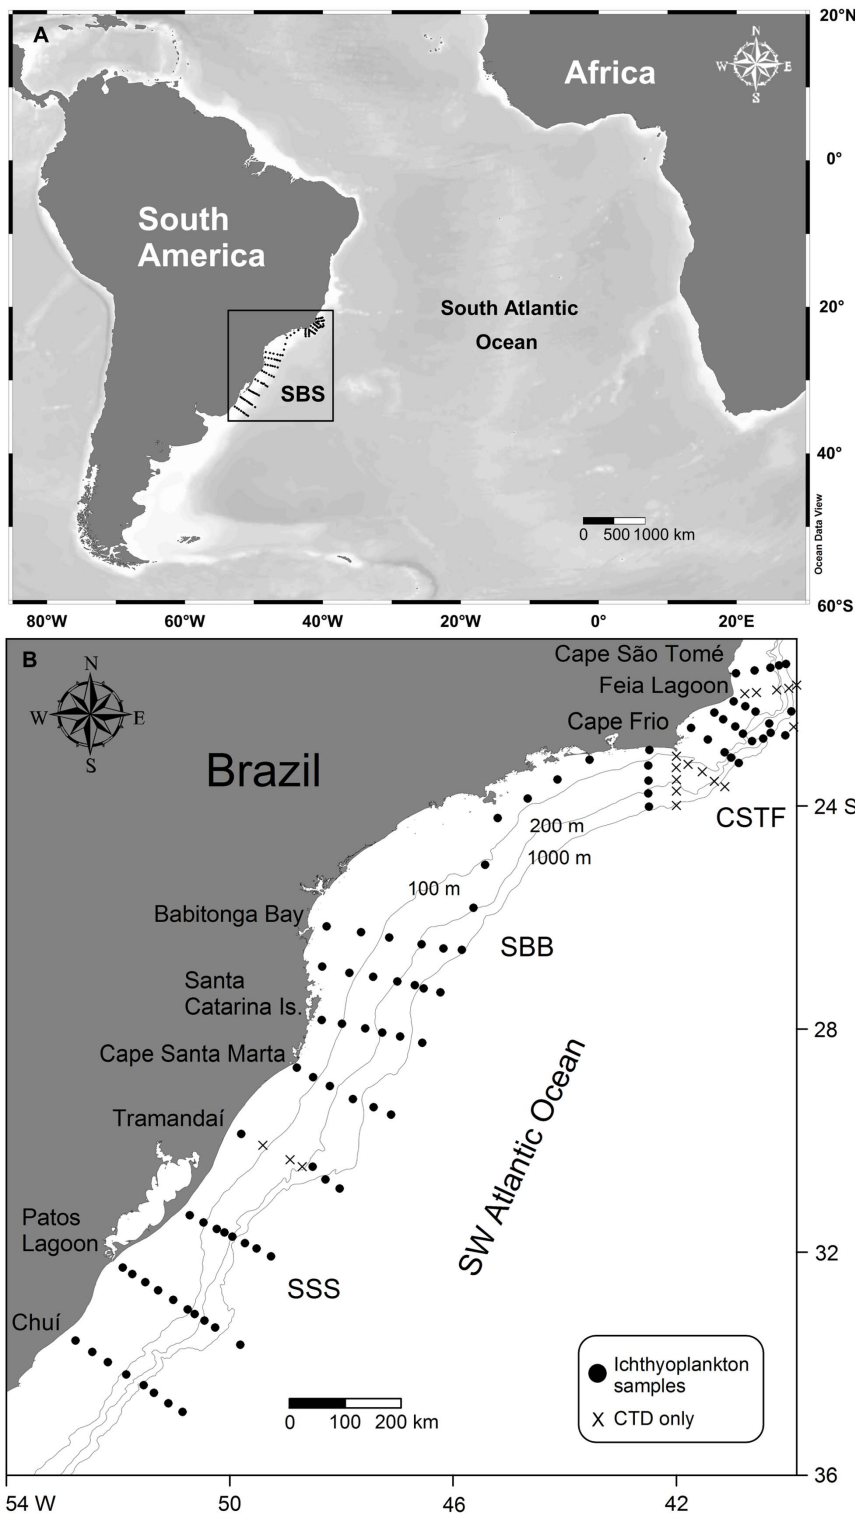 A
20°N
Africa
N
W
E
S
0°
South
America
South Atlantic
Ocean
20°
SBS
40°
0 500 1000 km
Ocean Data View
60°S
80°W
60°W
40°W
20°W
0°
20°E
B
N
W
E
S
Cape São Tomé
Feia Lagoon
Cape Frio
Brazil
24 S
CSTF
200 m
1000 m
100 m
Babitonga Bay
SBB
Santa
Catarina Is.
28
Cape Santa Marta
SW Atlantic Ocean
Tramandaí
Patos
Lagoon
32
SSS
Chuí
Ichthyoplankton
samples
x CTD only
0 100 200 km
36
54 W
50
46
42